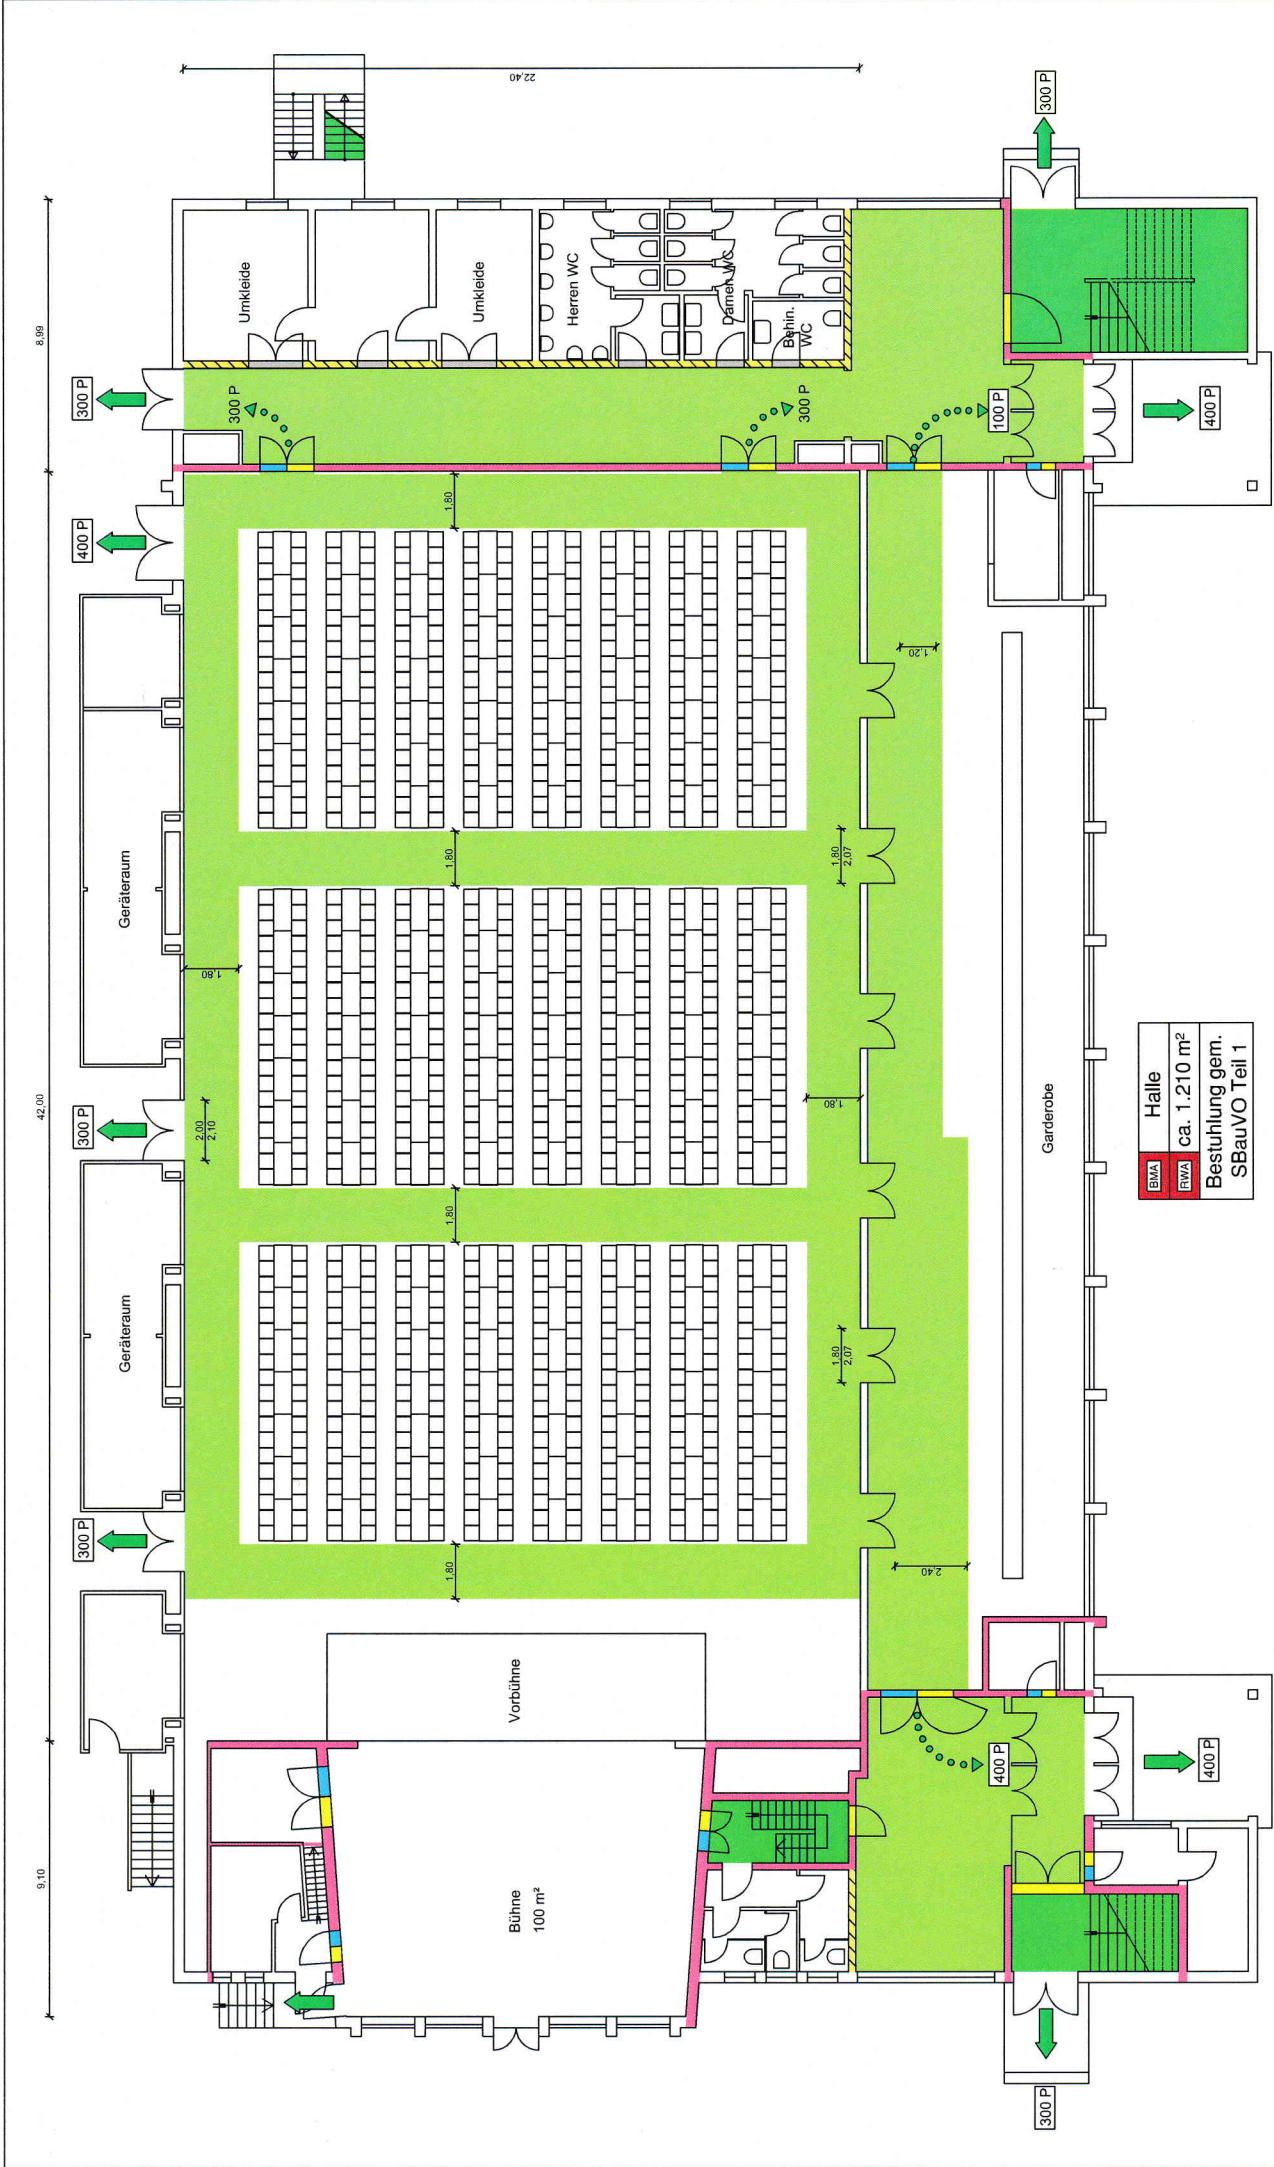 22,40
8,99
42,00
9,10
300 P
400 P
300 P
300 P
300 P
400 P
400 P
300 P
Umkleide
Umkleide
Herren WC
Damen WC
Behin.
WC
300 P
300 P
100 P
400 P
Geräteraum
Geräteraum
1,80
1,80
1,80
1,80
1,80
1,80
2,00
2,10
1,80
2,07
1,80
2,07
1,20
2,40
Vorbühne
Bühne
100 m²
Garderobe
BMA
Halle
RWA
ca. 1.210 m²
Bestuhlung gem.
SBauVO Teil 1